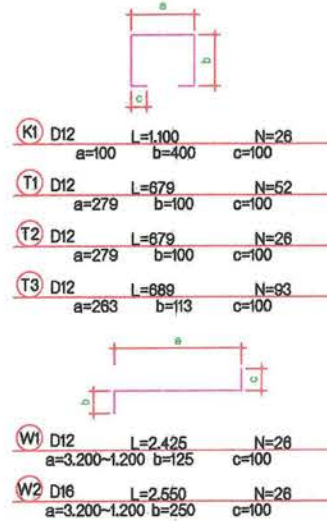 a
b
c
K1 D12 L=1.100 N=26
a=100 b=400 c=100
T1 D12 L=679 N=52
a=279 b=100 c=100
T2 D12 L=679 N=26
a=279 b=100 c=100
T3 D12 L=689 N=93
a=263 b=113 c=100
a
c
b
W1 D12 L=2.425 N=26
a=3.200~1.200 b=125 c=100
W2 D16 L=2.550 N=26
a=3.200~1.200 b=250 c=100